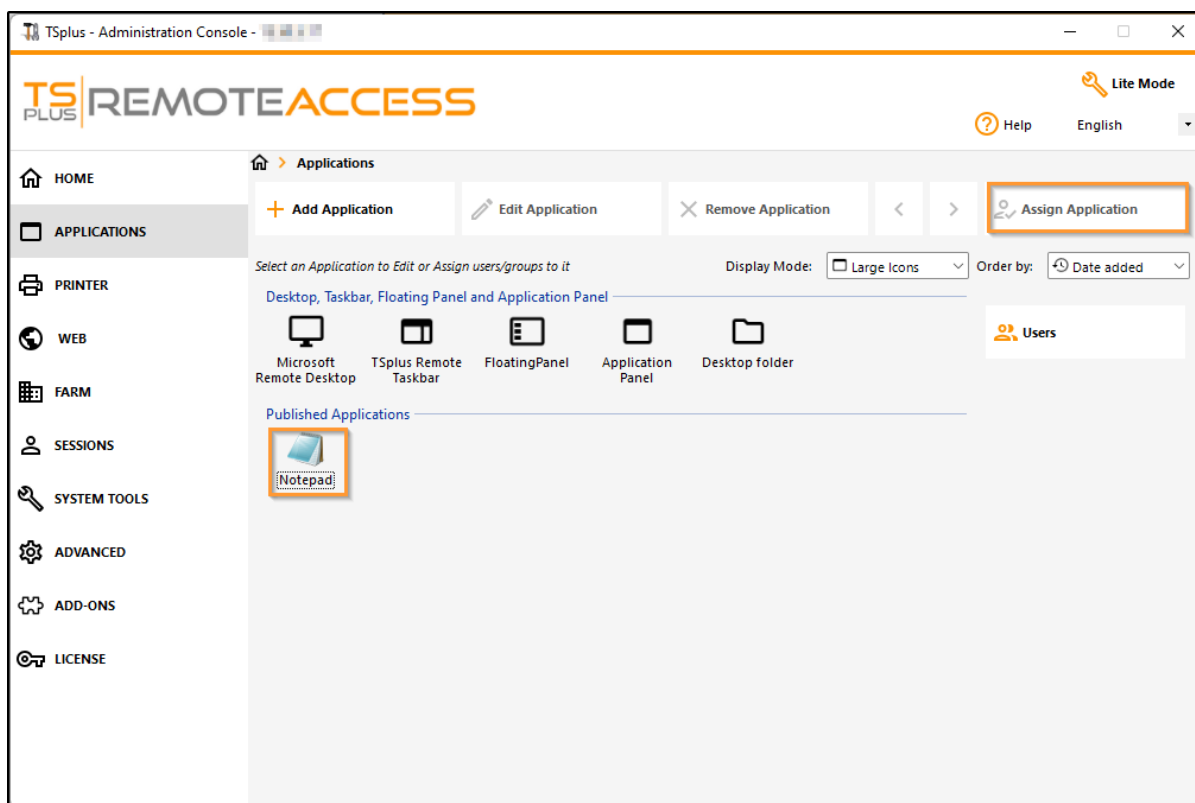 TSplus - Administration Console -
TS PLUS REMOTEACCESS
Lite Mode
Help English
HOME
APPLICATIONS
PRINTER
WEB
FARM
SESSIONS
SYSTEM TOOLS
ADVANCED
ADD-ONS
LICENSE
Applications
Add Application Edit Application Remove Application Assign Application
Select an Application to Edit or Assign users/groups to it Display Mode: Large Icons Order by: Date added
Desktop, Taskbar, Floating Panel and Application Panel
Microsoft Remote Desktop
TSplus Remote Taskbar
FloatingPanel
Application Panel
Desktop folder
Users
Published Applications
Notepad